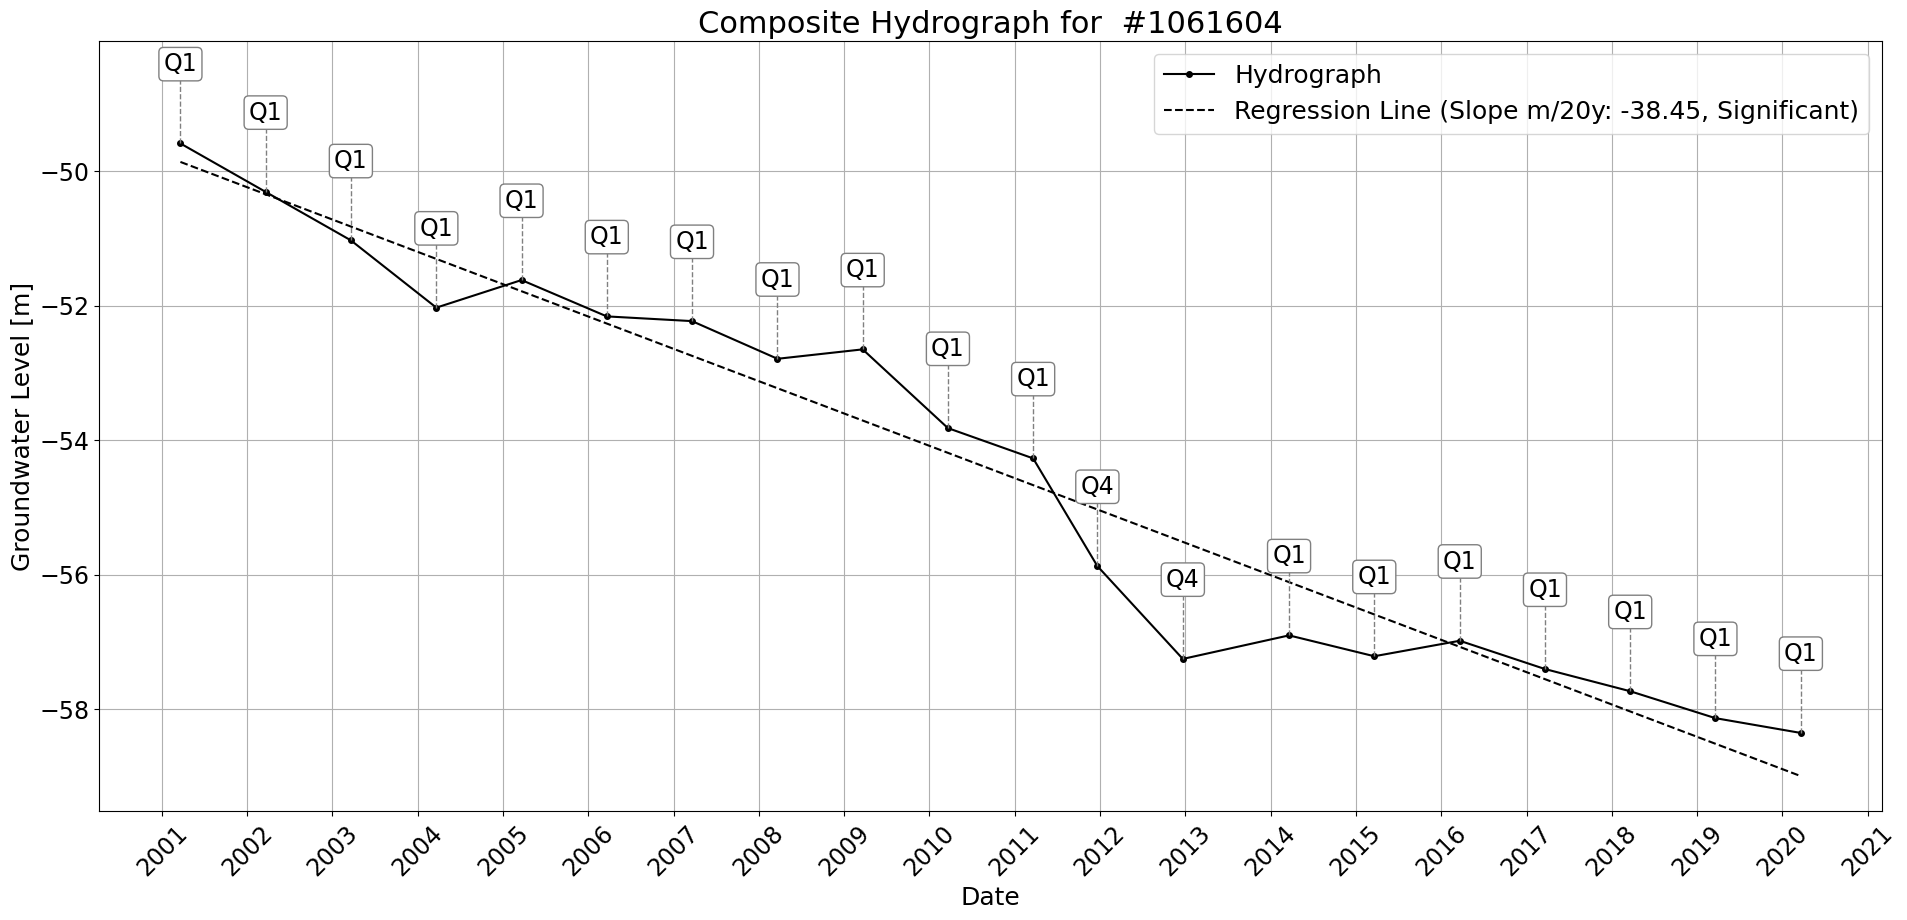 Composite Hydrograph for  #1061604
Hydrograph
Regression Line (Slope m/20y: -38.45, Significant)
Q1
Q1
Q1
Q1
Q1
Q1
Q1
Q1
Q1
Q1
Q1
Q4
Q4
Q1
Q1
Q1
Q1
Q1
Q1
Q1
Groundwater Level [m]
−50
−52
−54
−56
−58
2001
2002
2003
2004
2005
2006
2007
2008
2009
2010
2011
2012
2013
2014
2015
2016
2017
2018
2019
2020
2021
Date